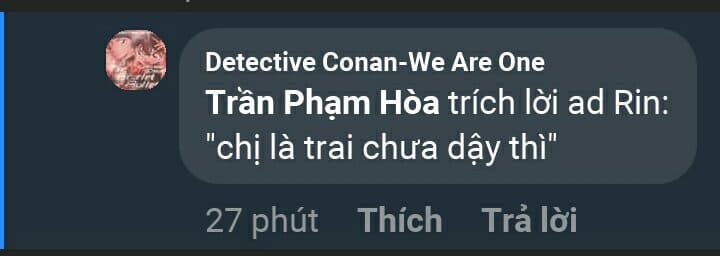 Detective Conan-We Are One
Trần Phạm Hòa trích lời ad Rin:
"chị là trai chưa dậy thì"
27 phút Thích Trả lời